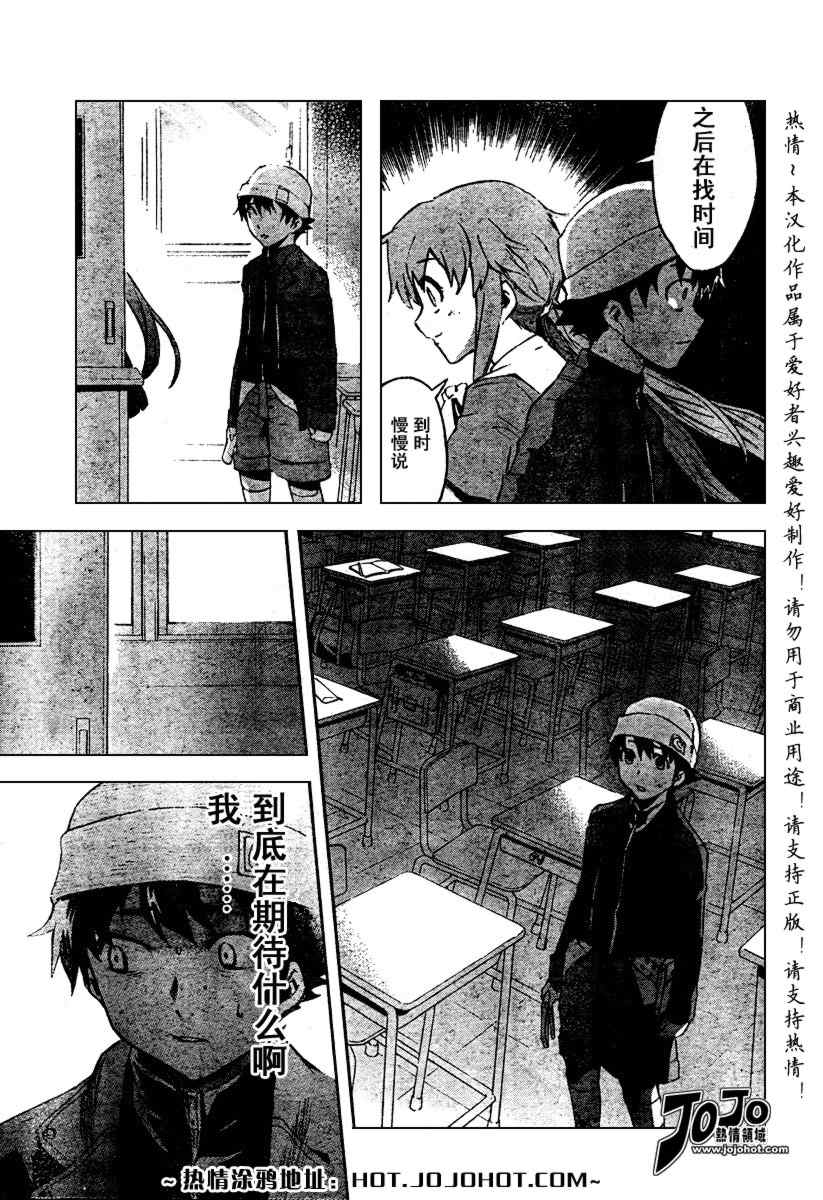 之后在找时间
到时
慢慢说
到底在期待什么啊
我……
热情~本汉化作品属于爱好者兴趣爱好制作!请勿用于商业用途!请支持正版!请支持热情!
JOJO
熱情領域
www.jojohot.com
~热情涂鸦地址: HOT.JOJOHOT.COM~